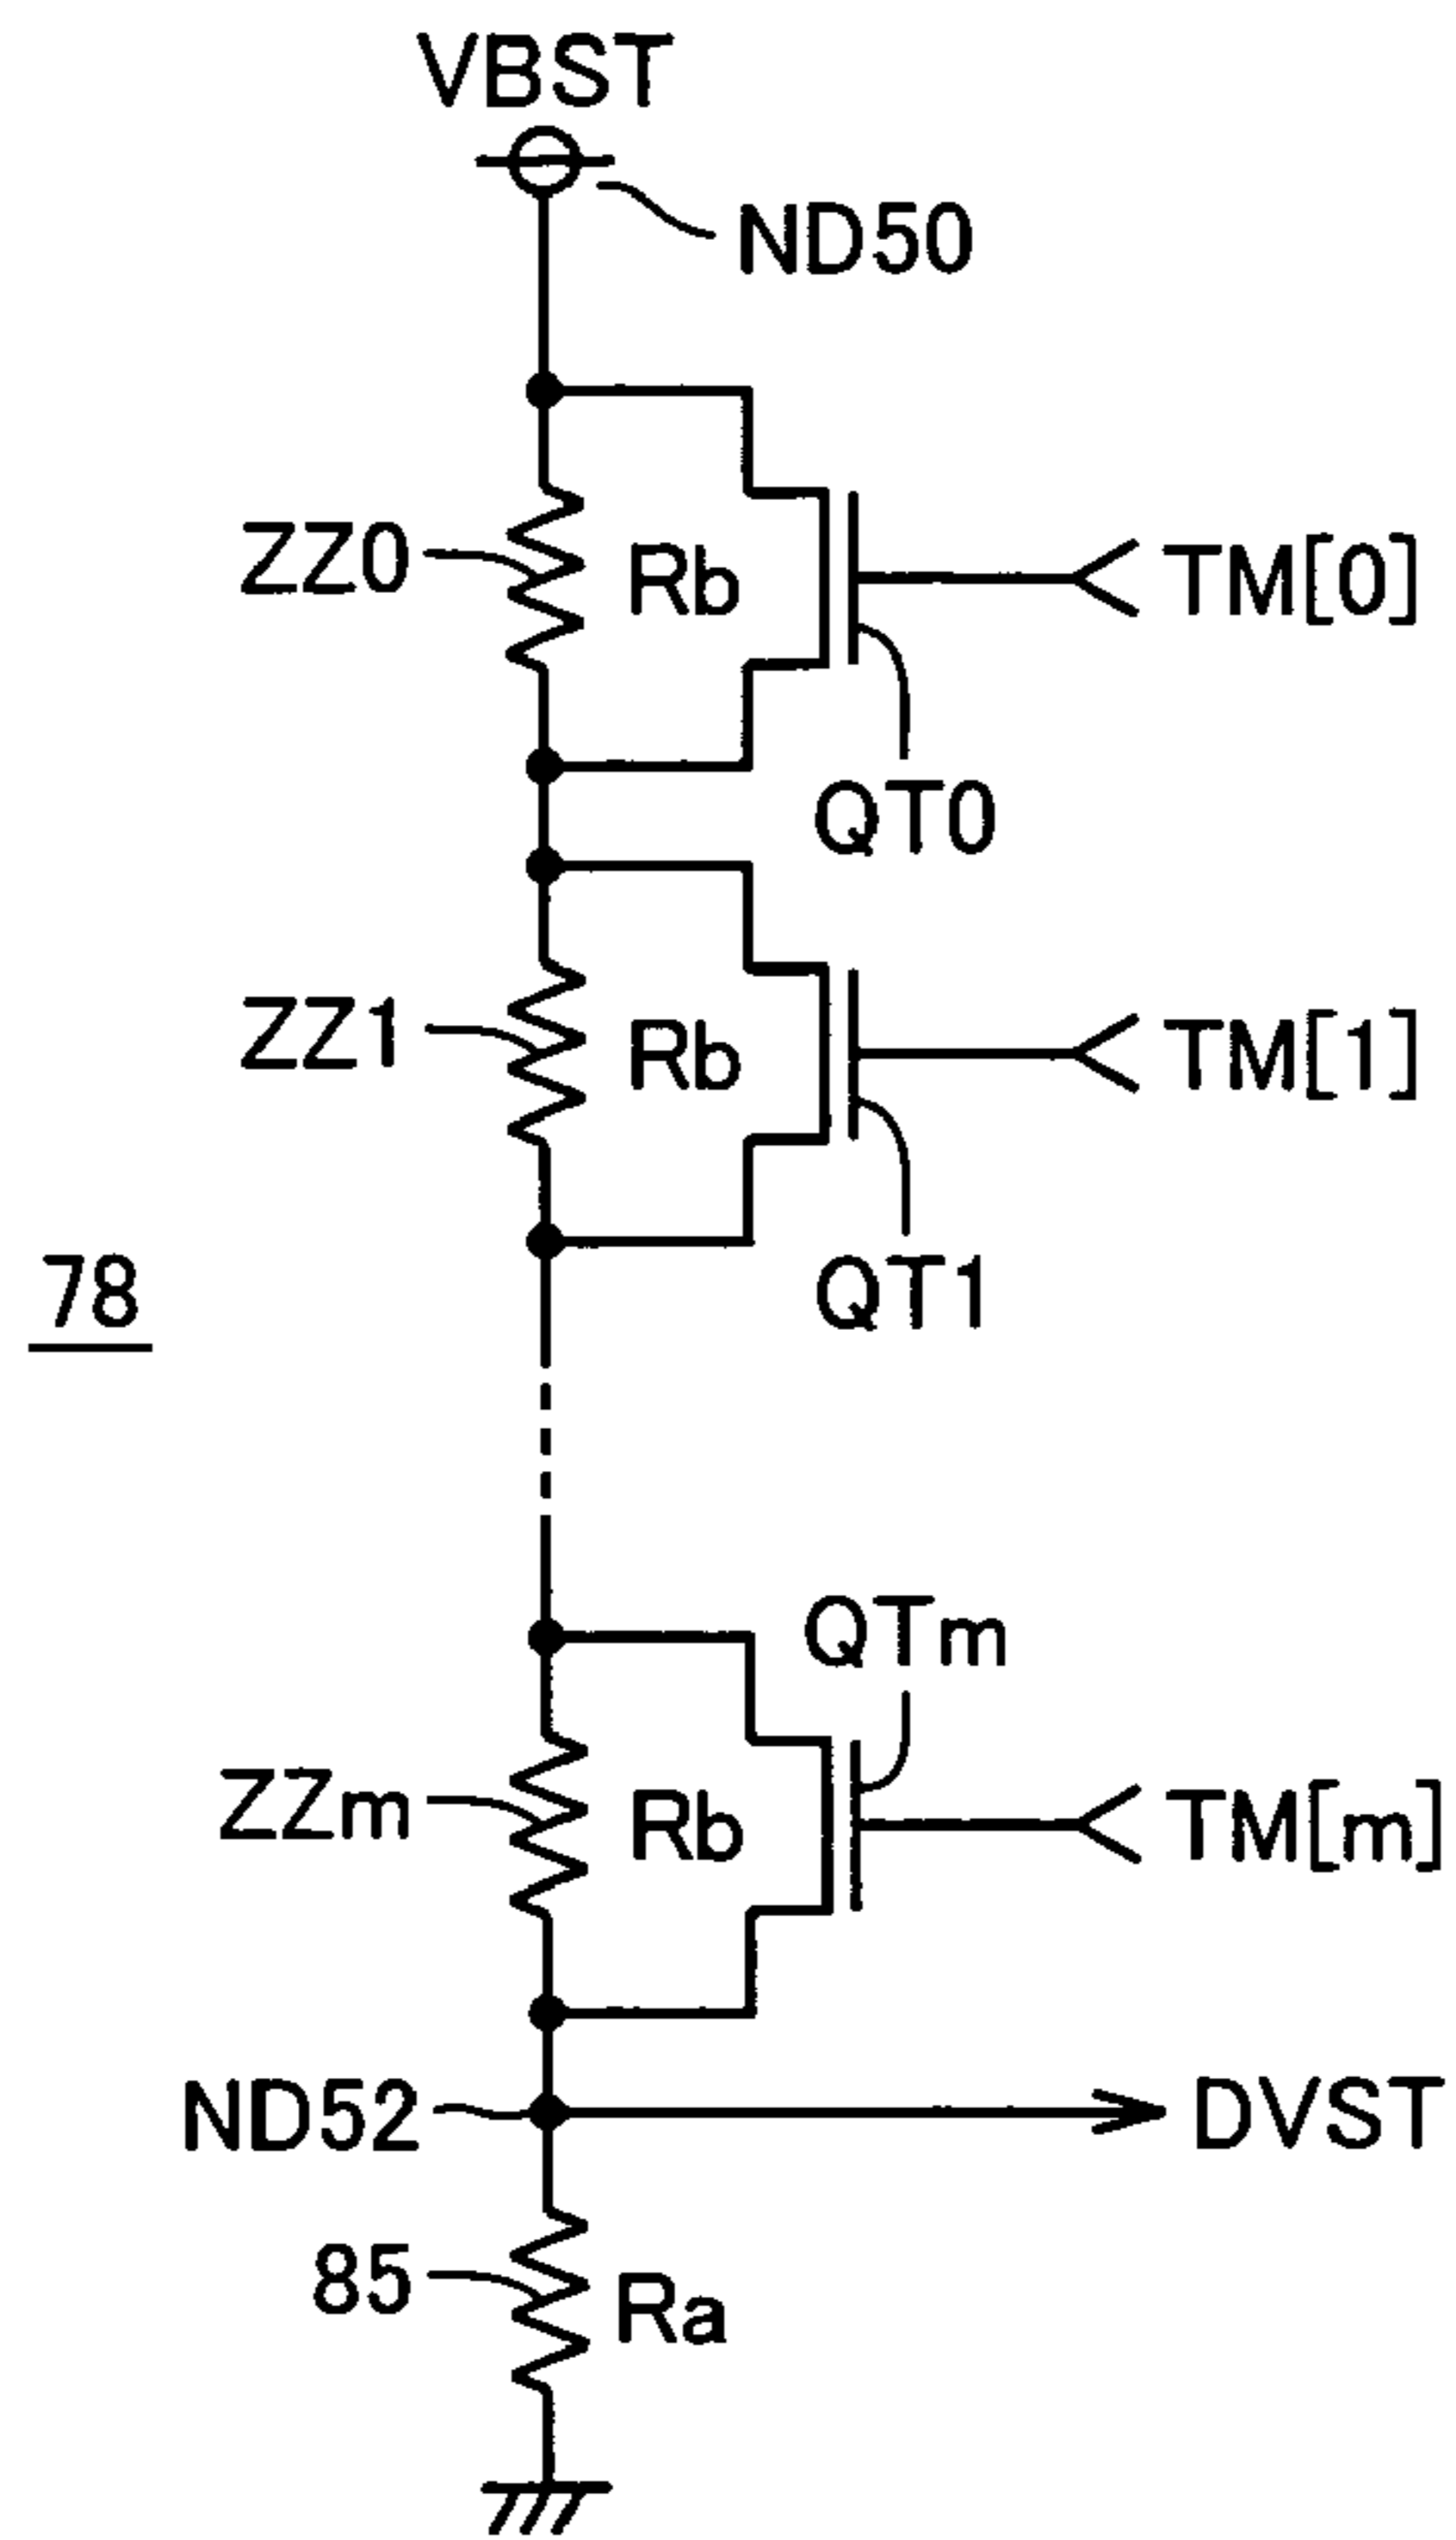 VBST
ND50
ZZ0
Rb
TM[0]
QT0
ZZ1
Rb
TM[1]
QT1
78
QTm
ZZm
Rb
TM[m]
ND52
DVST
85
Ra